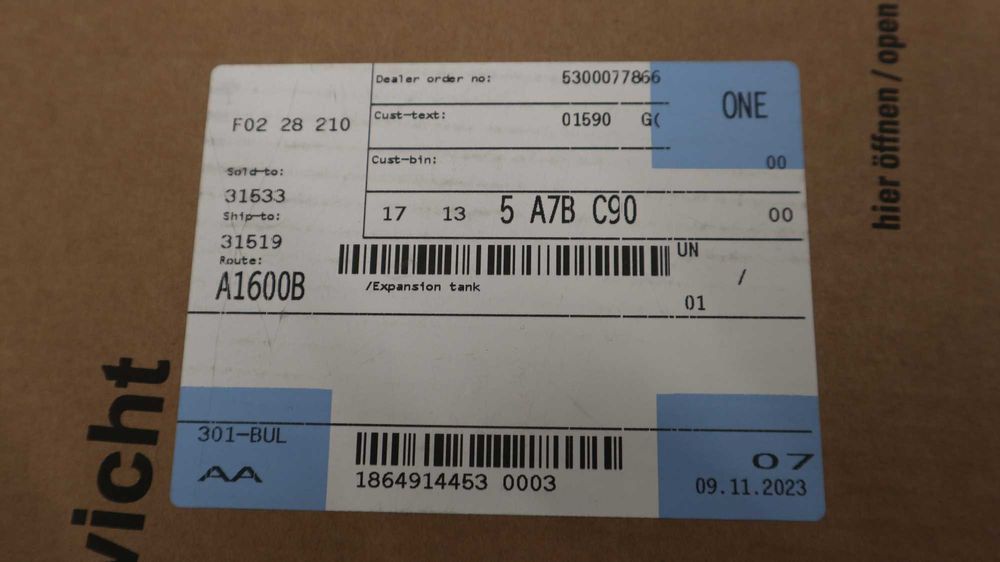 Dealer order no: 5300077866
ONE
Cust-text: 01590 G(
F02 28 210
00
Cust-bin:
Sold-to:
31533
17 13 5 A7B C90 00
Ship-to:
31519
UN
Route:
A1600B
/Expansion tank
/
01
301-BUL
AA
1864914453 0003
07
09.11.2023
hier öffnen / open
vicht